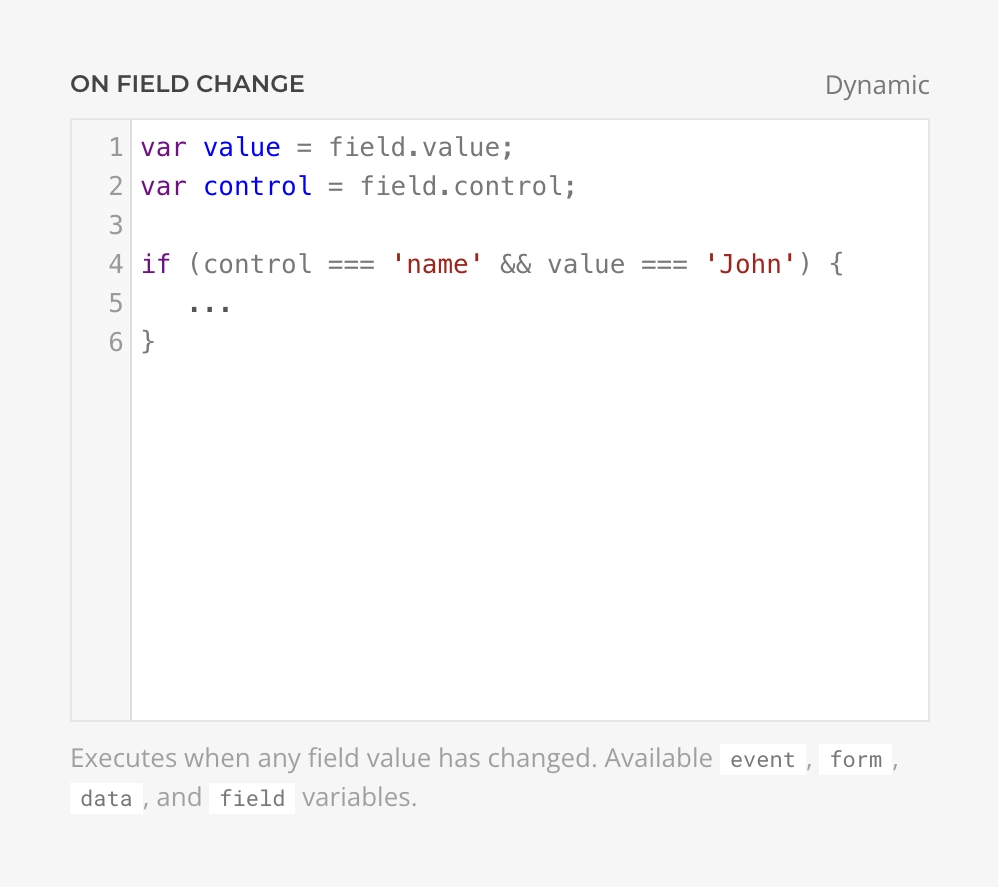 ON FIELD CHANGE
Dynamic
1 var value = field.value;
2 var control = field.control;
3
4 if (control === 'name' && value === 'John') {
5    ...
6 }
Executes when any field value has changed. Available event , form ,
data , and field variables.